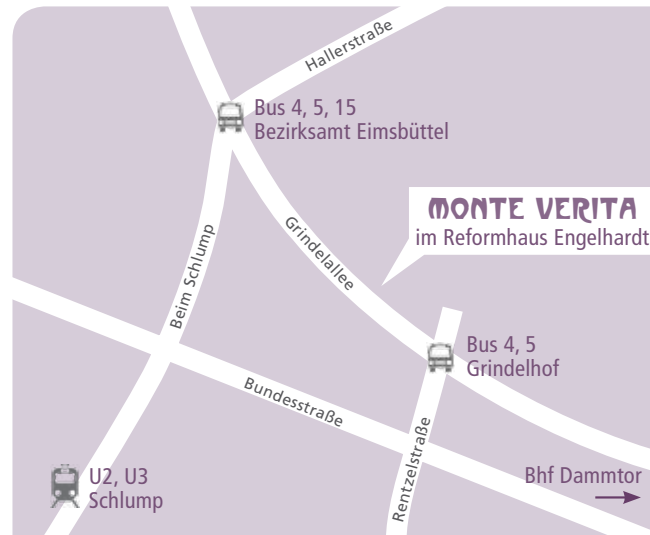 Hallerstraße
Bus 4, 5, 15
Bezirksamt Eimsbüttel
MONTE VERITA
im Reformhaus Engelhardt
Grindelallee
Beim Schlump
Bus 4, 5
Grindelhof
Bundesstraße
Rentzelstraße
U2, U3
Schlump
Bhf Dammtor